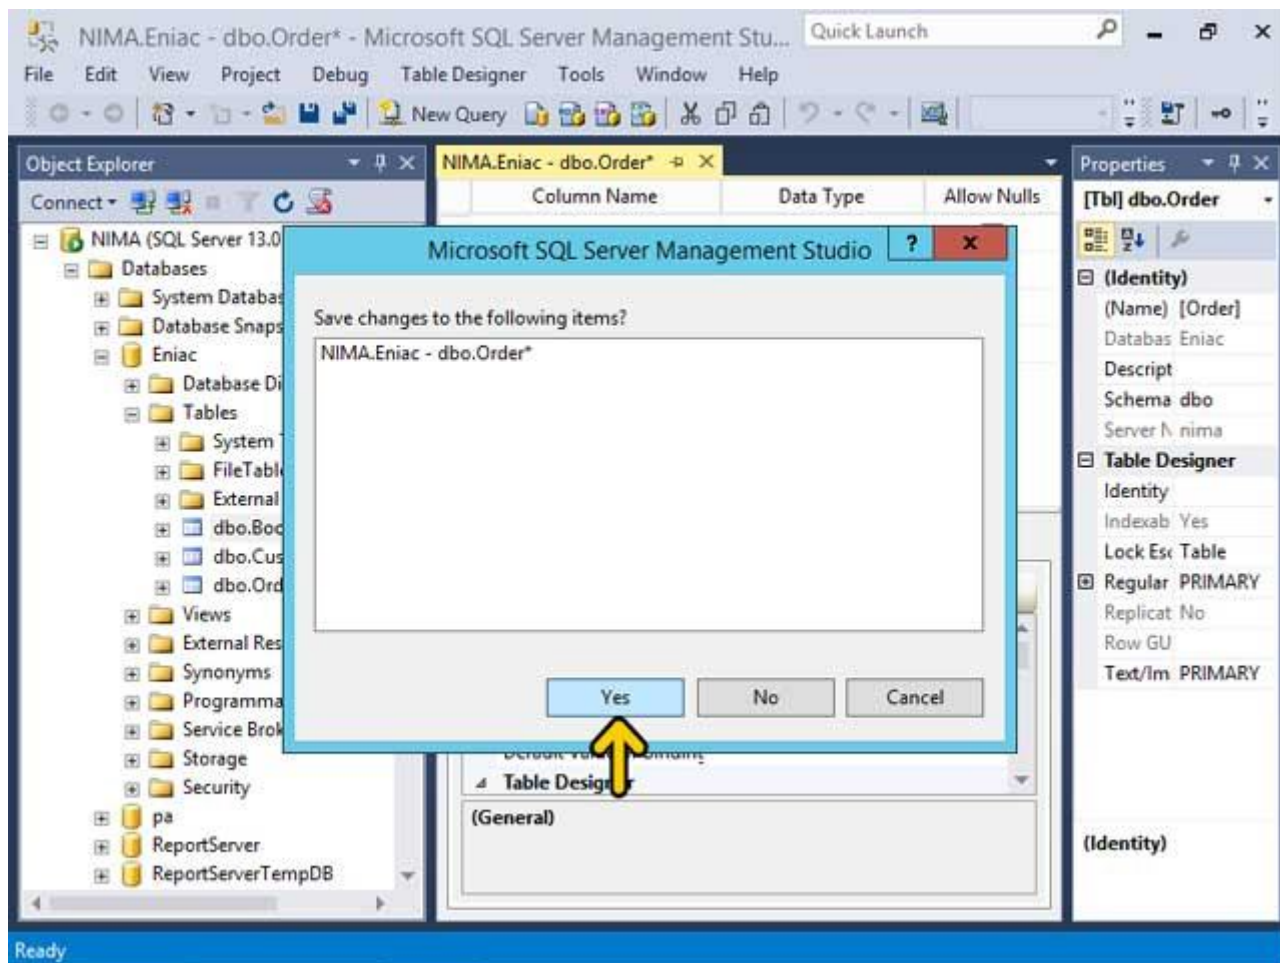 NIMA.Eniac - dbo.Order* - Microsoft SQL Server Management Stu...
Quick Launch
File Edit View Project Debug Table Designer Tools Window Help
New Query
Object Explorer
Connect
NIMA (SQL Server 13.0
Databases
System Databas
Database Snaps
Eniac
Database Di
Tables
System
FileTabl
External
dbo.Boo
dbo.Cus
dbo.Ord
Views
External Res
Synonyms
Programma
Service Brok
Storage
Security
pa
ReportServer
ReportServerTempDB
NIMA.Eniac - dbo.Order*
Column Name Data Type Allow Nulls
Microsoft SQL Server Management Studio ? x
Save changes to the following items?
NIMA.Eniac - dbo.Order*
Yes No Cancel
Table Designer
(General)
Properties
[Tbl] dbo.Order
(Identity)
(Name) [Order]
Databas Eniac
Descript
Schema dbo
Server N nima
Table Designer
Identity
Indexab Yes
Lock Esc Table
Regular PRIMARY
Replicat No
Row GU
Text/Im PRIMARY
(Identity)
Ready